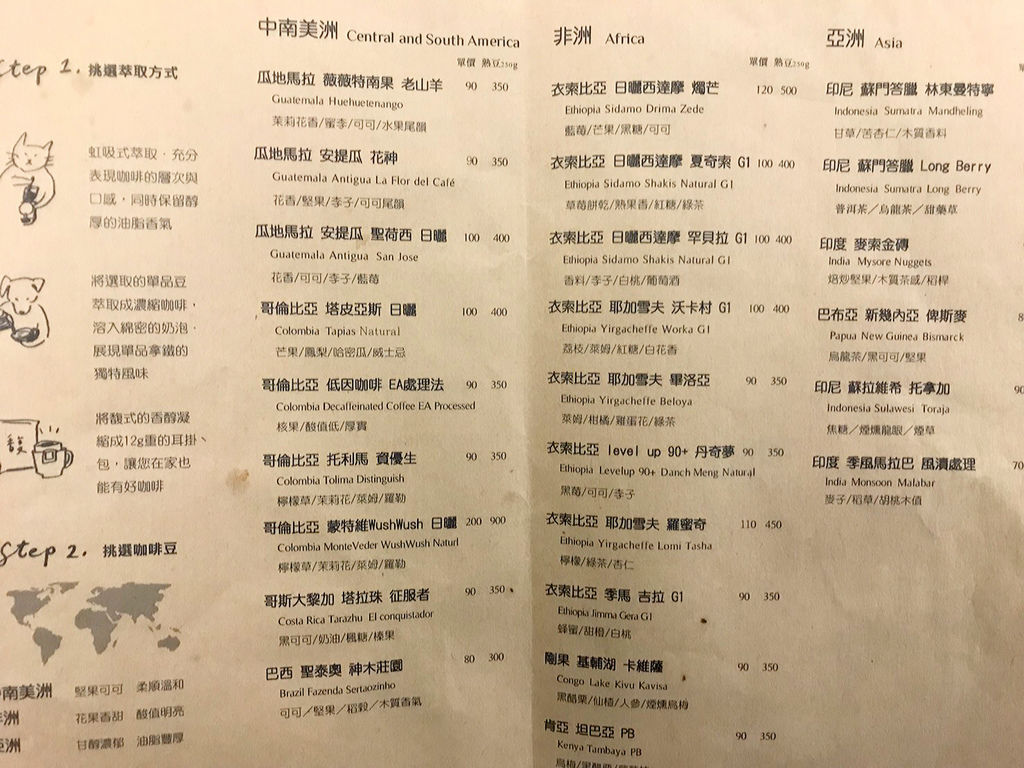 Step 1. 挑選萃取方式
虹吸式萃取，充分
表現咖啡的層次與
口感，同時保留醇
厚的油脂香氣
將選取的單品豆
萃取成濃縮咖啡，
溶入綿密的奶泡，
展現單品拿鐵的
獨特風味
將馥式的香醇凝
縮成12g重的耳掛、
包，讓您在家也
能有好咖啡
馥
Step 2. 挑選咖啡豆
中南美洲 堅果可可 柔順溫和
非洲 花果香甜 酸值明亮
亞洲 甘醇濃郁 油脂豐厚
中南美洲 Central and South America
單價 熟豆250g
瓜地馬拉 薇薇特南果 老山羊 90 350
Guatemala Huehuetenango
茉莉花香/蜜李/可可/水果尾韻
瓜地馬拉 安提瓜 花神 90 350
Guatemala Antigua La Flor del Café
花香/堅果/李子/可可尾韻
瓜地馬拉 安提瓜 聖荷西 日曬 100 400
Guatemala Antigua San Jose
花香/可可/李子/藍莓
哥倫比亞 塔皮亞斯 日曬 100 400
Colombia Tapias Natural
芒果/鳳梨/哈密瓜/威士忌
哥倫比亞 低因咖啡 EA處理法 90 350
Colombia Decaffeinated Coffee EA Processed
核果/酸值低/厚實
哥倫比亞 托利馬 資優生 90 350
Colombia Tolima Distinguish
檸檬草/茉莉花/萊姆/羅勒
哥倫比亞 蒙特維WushWush 日曬 200 900
Colombia MonteVeder WushWush Naturl
檸檬草/茉莉花/萊姆/羅勒
哥斯大黎加 塔拉珠 征服者 90 350
Costa Rica Tarazhu El conquistador
黑可可/奶油/楓糖/榛果
巴西 聖泰奧 神木莊園 80 300
Brazil Fazenda Sertaozinho
可可／堅果／稻穀／木質香氣
非洲 Africa
單價 熟豆250g
衣索比亞 日曬西達摩 燭芒 120 500
Ethiopia Sidamo Drima Zede
藍莓/芒果/黑糖/可可
衣索比亞 日曬西達摩 夏奇索 G1 100 400
Ethiopia Sidamo Shakis Natural G1
草莓餅乾/熟果香/紅糖/綠茶
衣索比亞 日曬西達摩 罕貝拉 G1 100 400
Ethiopia Sidamo Shakis Natural G1
香料/李子/白桃/葡萄酒
衣索比亞 耶加雪夫 沃卡村 G1 100 400
Ethiopia Yirgacheffe Worka G1
荔枝/萊姆/紅糖/白花香
衣索比亞 耶加雪夫 畢洛亞 90 350
Ethiopia Yirgacheffe Beloya
萊姆/柑橘/雞蛋花/綠茶
衣索比亞 level up 90+ 丹奇夢 90 350
Ethiopia Levelup 90+ Danch Meng Natural
黑莓/可可/李子
衣索比亞 耶加雪夫 羅蜜奇 110 450
Ethiopia Yirgacheffe Lomi Tasha
檸檬/綠茶/杏仁
衣索比亞 季馬 吉拉 G1 90 350
Ethiopia Jimma Gera G1
蜂蜜/甜橙/白桃
剛果 基輔湖 卡維薩 90 350
Congo Lake Kivu Kavisa
黑醋栗/仙楂/人參/煙燻烏梅
肯亞 坦巴亞 PB 90 350
Kenya Tambaya PB
亞洲 Asia
單價
印尼 蘇門答臘 林東曼特寧
Indonesia Sumatra Mandheling
甘草/苦杏仁/木質香料
印尼 蘇門答臘 Long Berry
Indonesia Sumatra Long Berry
普洱茶／烏龍茶／甜藥草
印度 麥索金磚
India Mysore Nuggets
焙炒堅果/木質茶感/稻稈
巴布亞 新幾內亞 俾斯麥
Papua New Guinea Bismarck
烏龍茶/黑可可/堅果
印尼 蘇拉維希 托拿加 90
Indonesia Sulawesi Toraja
焦糖／煙燻龍眼／煙草
印度 季風馬拉巴 風漬處理 70
India Monsoon Malabar
麥子/稻草/胡桃木值